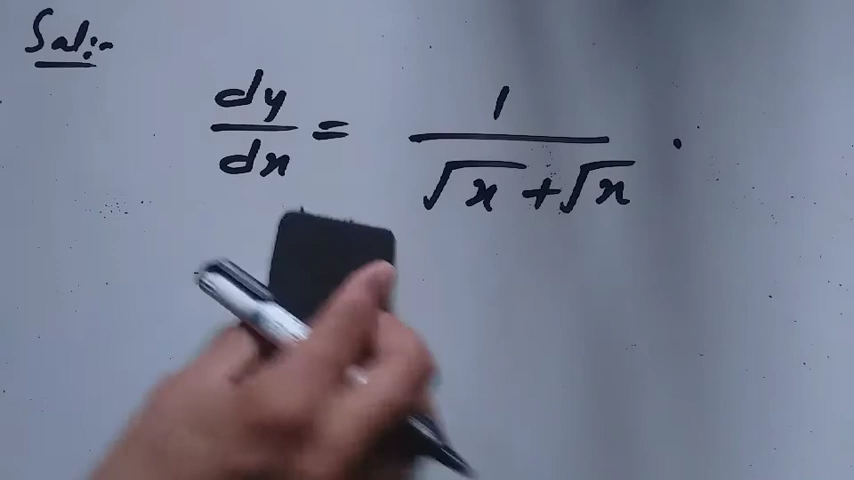 Sol:-
dy/dx = 1/(√x + √x) .